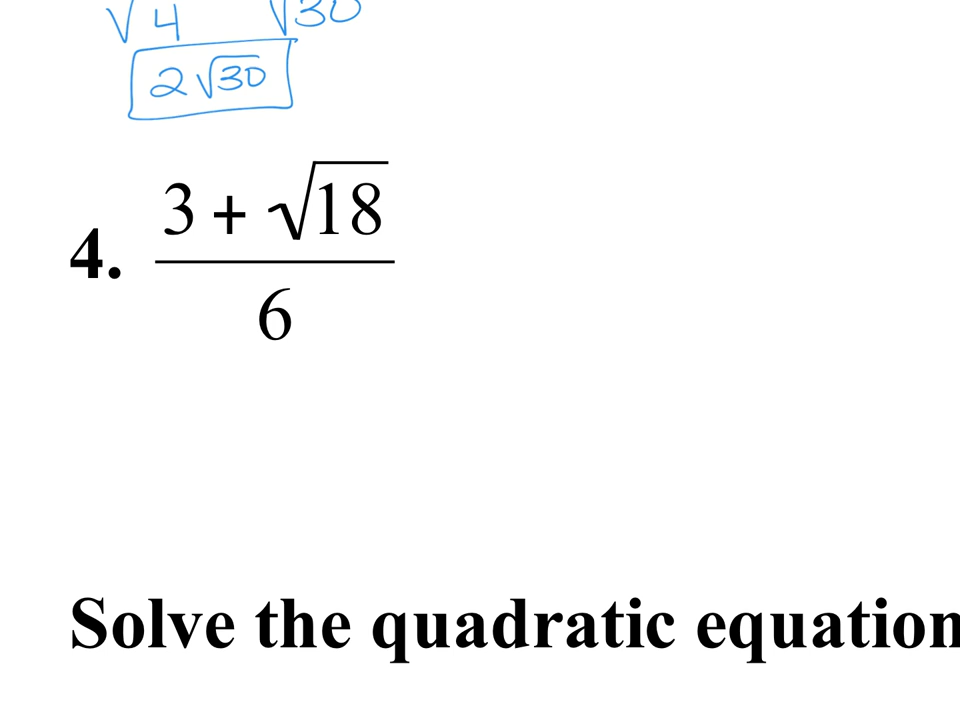 √4 √30
2√30
4. (3 + √18)/6
Solve the quadratic equation